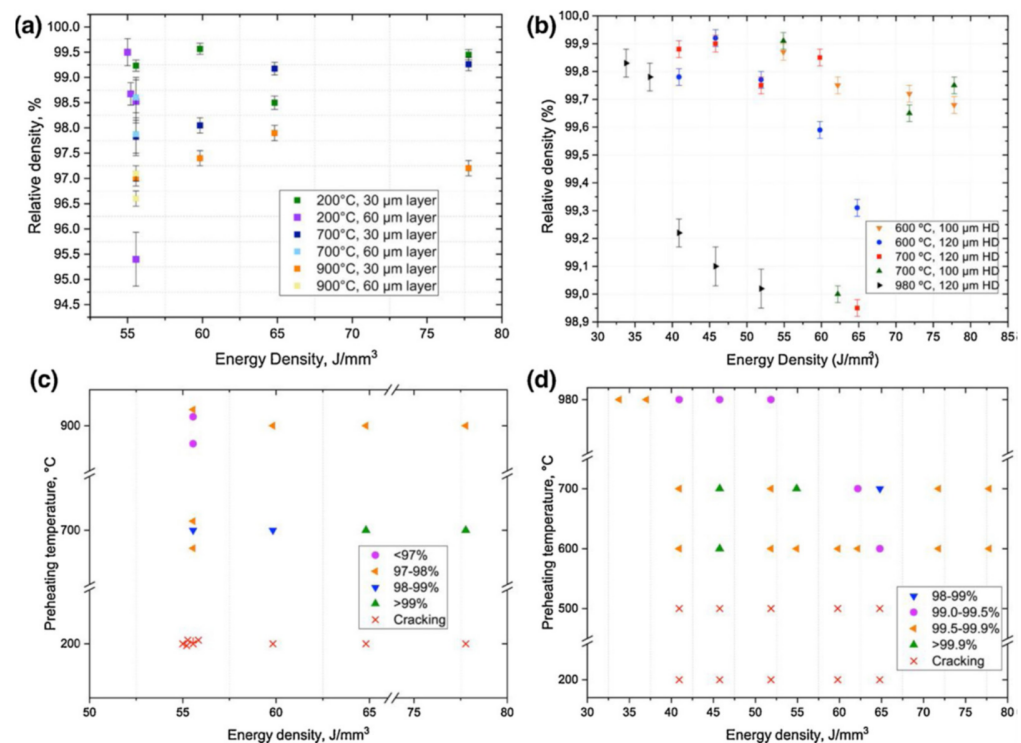 (a)
100.0
99.5
99.0
98.5
98.0
97.5
97.0
96.5
96.0
95.5
95.0
94.5
Relative density, %
200°C, 30 µm layer
200°C, 60 µm layer
700°C, 30 µm layer
700°C, 60 µm layer
900°C, 30 µm layer
900°C, 60 µm layer
55 60 65 70 75 80
Energy Density, J/mm³
(b)
100,0
99,9
99,8
99,7
99,6
99,5
99,4
99,3
99,2
99,1
99,0
98,9
Relative density (%)
600 °C, 100 µm HD
600 °C, 120 µm HD
700 °C, 120 µm HD
700 °C, 100 µm HD
980 °C, 120 µm HD
30 35 40 45 50 55 60 65 70 75 80 85
Energy Density (J/mm³)
(c)
900
700
200
Preheating temperature, °C
<97%
97-98%
98-99%
>99%
Cracking
50 55 60 65 80
Energy density, J/mm³
(d)
980
700
600
500
200
Preheating temperature, °C
98-99%
99.0-99.5%
99.5-99.9%
>99.9%
Cracking
30 35 40 45 50 55 60 65 70 75 80
Energy density, J/mm³